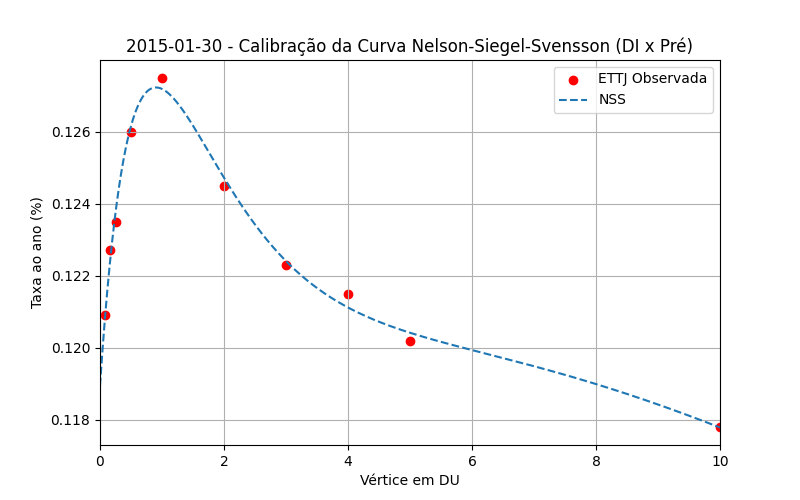 2015-01-30 - Calibração da Curva Nelson-Siegel-Svensson (DI x Pré)
ETTJ Observada
NSS
Taxa ao ano (%)
0.126
0.124
0.122
0.120
0.118
0 2 4 6 8 10
Vértice em DU